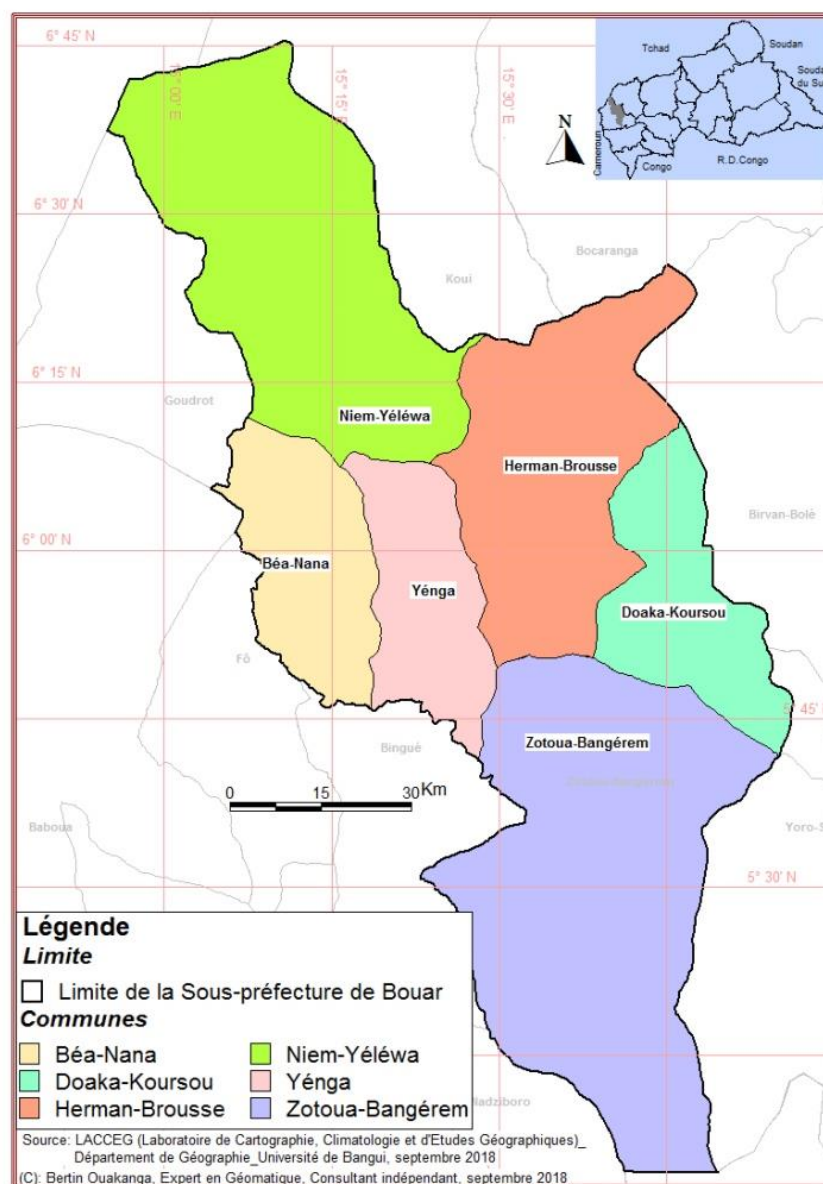 6° 45' N
15° 00' E
15° 15' E
15° 30' E
Tchad
Soudan
Cameroun
Congo
R.D.Congo
N
6° 30' N
Bocaranga
Koui
6° 15' N
Goudrot
Niem-Yéléwa
Herman-Brousse
Birvan-Bolé
6° 00' N
Béa-Nana
Yénga
Doaka-Koursou
Fô
5° 45' N
Bingué
Zotoua-Bangérem
0 15 30 Km
Baboua
5° 30' N
Légende
Limite
Limite de la Sous-préfecture de Bouar
Communes
Béa-Nana
Niem-Yéléwa
Doaka-Koursou
Yénga
Herman-Brousse
Zotoua-Bangérem
Source: LACCEG (Laboratoire de Cartographie, Climatologie et d'Etudes Géographiques)_
Département de Géographie_Université de Bangui, septembre 2018
(C): Bertin Ouakanga, Expert en Géomatique, Consultant indépendant, septembre 2018